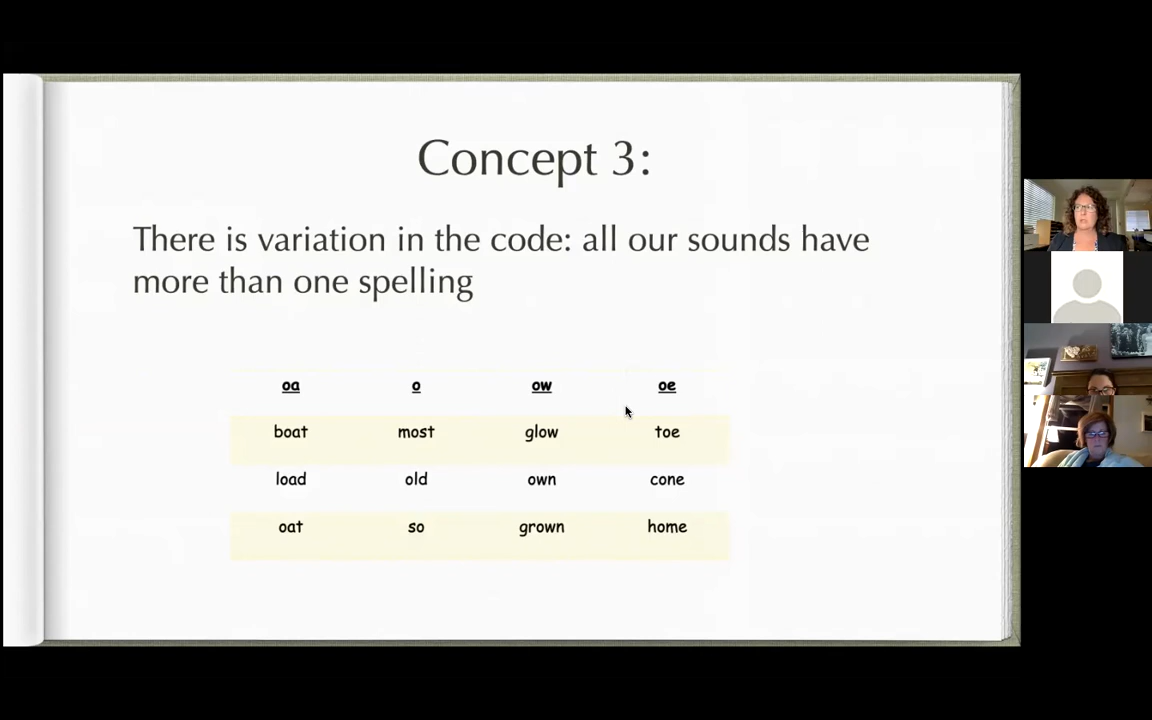 Concept 3:
There is variation in the code: all our sounds have
more than one spelling
oa o ow oe
boat most glow toe
load old own cone
oat so grown home